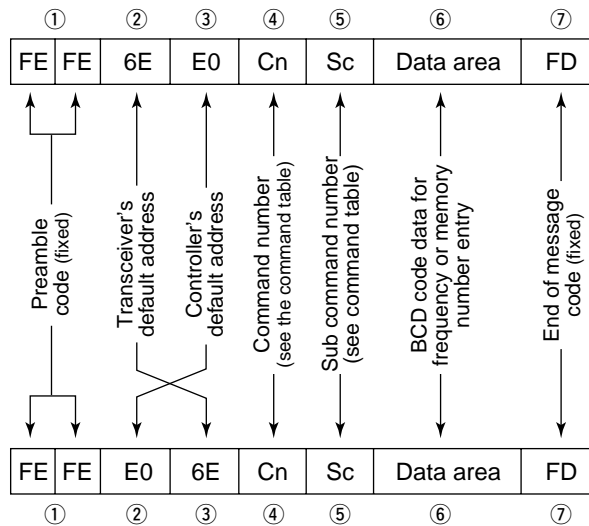 ① ② ③ ④ ⑤ ⑥ ⑦
FE FE 6E E0 Cn Sc Data area FD
Preamble
code (fixed)
Transceiver's
default address
Controller's
default address
Command number
(see the command table)
Sub command number
(see command table)
BCD code data for
frequency or memory
number entry
End of message
code (fixed)
FE FE E0 6E Cn Sc Data area FD
① ② ③ ④ ⑤ ⑥ ⑦